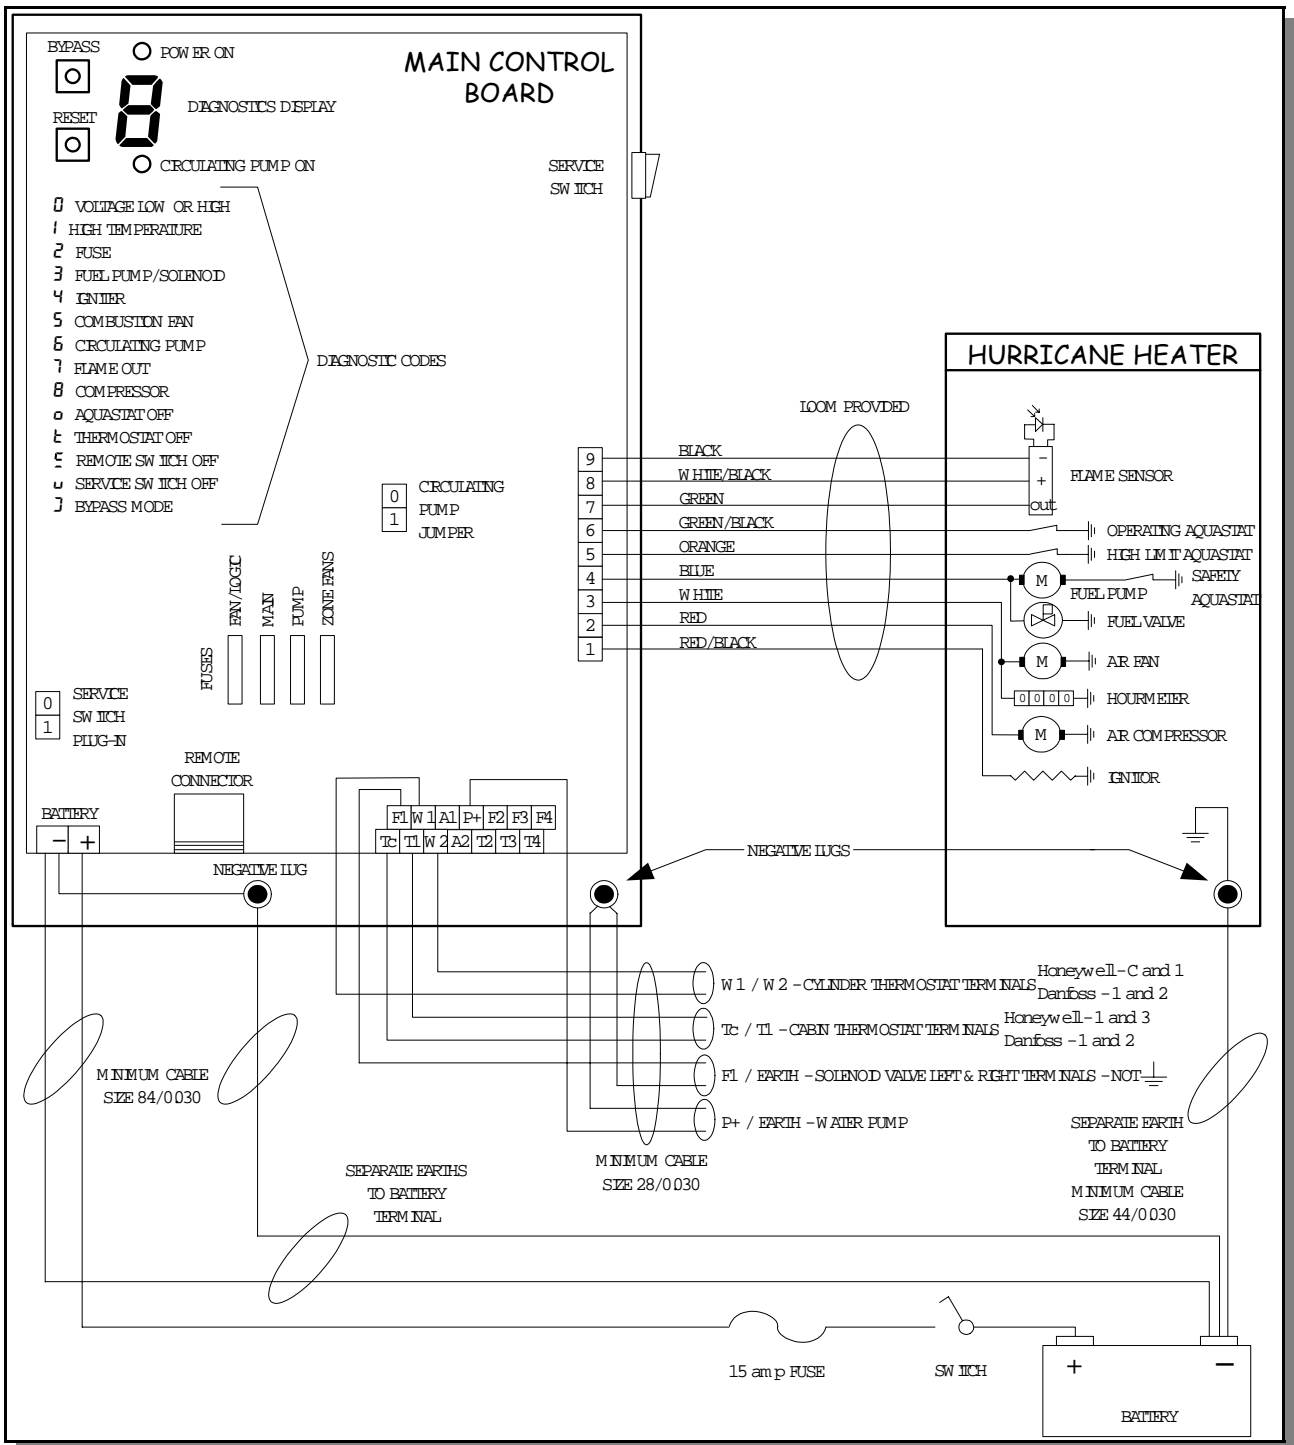 BYPASS
POWER ON
MAIN CONTROL
BOARD
8
DIAGNOSTICS DISPLAY
RESET
CIRCULATING PUMP ON
SERVICE
SWITCH
0 VOLTAGE LOW OR HIGH
1 HIGH TEMPERATURE
2 FUSE
3 FUEL PUMP/SOLENOID
4 IGNITER
5 COMBUSTION FAN
6 CIRCULATING PUMP
7 FLAME OUT
8 COMPRESSOR
o AQUASTAT OFF
t THERMOSTAT OFF
REMOTE SWITCH OFF
u SERVICE SWITCH OFF
BYPASS MODE
DIAGNOSTIC CODES
0
1
CIRCULATING
PUMP
JUMPER
FUSES
FAN/LOGIC
MAIN
PUMP
ZONE FANS
0
1
SERVICE
SWITCH
PLUG-IN
REMOTE
CONNECTOR
BATTERY
- +
F1 W1 A1 P+ F2 F3 F4
Tc T1 W2 A2 T2 T3 T4
NEGATIVE LUG
NEGATIVE LUGS
LOOM PROVIDED
9 BLACK
8 WHITE/BLACK
7 GREEN
6 GREEN/BLACK
5 ORANGE
4 BLUE
3 WHITE
2 RED
1 RED/BLACK
HURRICANE HEATER
-
+
out
FLAME SENSOR
OPERATING AQUASTAT
HIGH LIMIT AQUASTAT
M
FUEL PUMP
SAFETY
AQUASTAT
FUEL VALVE
M
AIR FAN
0 0 0 0
HOURMETER
M
AIR COMPRESSOR
IGNITOR
W1 / W2 - CYLINDER THERMOSTAT TERMINALS
Honeywell - C and 1
Danfoss - 1 and 2
Tc / T1 - CABIN THERMOSTAT TERMINALS
Honeywell - 1 and 3
Danfoss - 1 and 2
F1 / EARTH - SOLENOID VALVE LEFT & RIGHT TERMINALS - NOT
P+ / EARTH - WATER PUMP
MINIMUM CABLE
SIZE 84/0.030
MINIMUM CABLE
SIZE 28/0.030
SEPARATE EARTHS
TO BATTERY
TERMINAL
SEPARATE EARTH
TO BATTERY
TERMINAL
MINIMUM CABLE
SIZE 44/0.030
15 amp FUSE
SWITCH
+ -
BATTERY